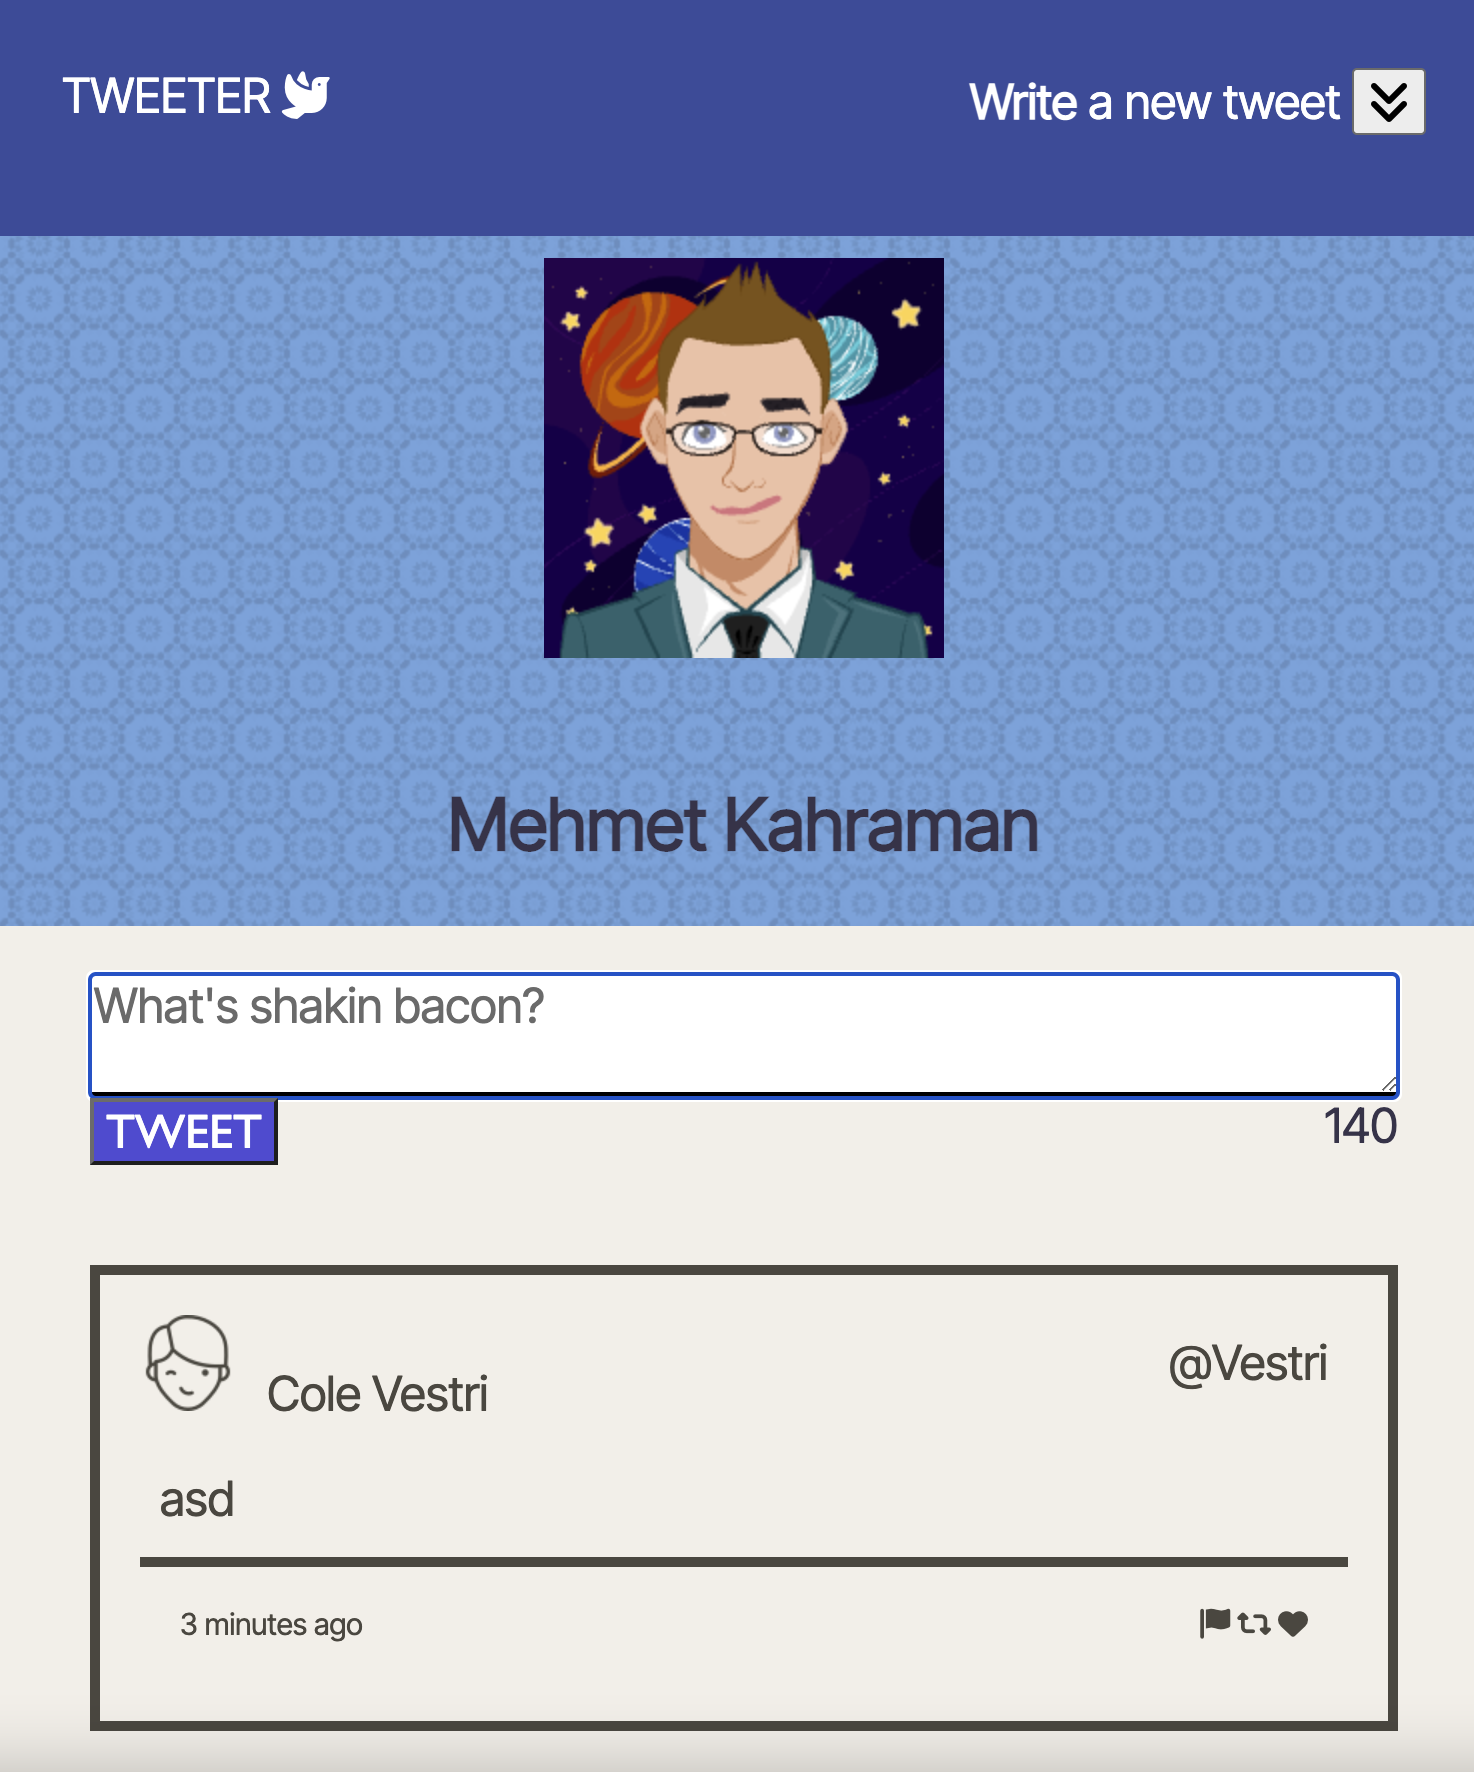 TWEETER
Write a new tweet
Mehmet Kahraman
What's shakin bacon?
TWEET
140
Cole Vestri
@Vestri
asd
3 minutes ago